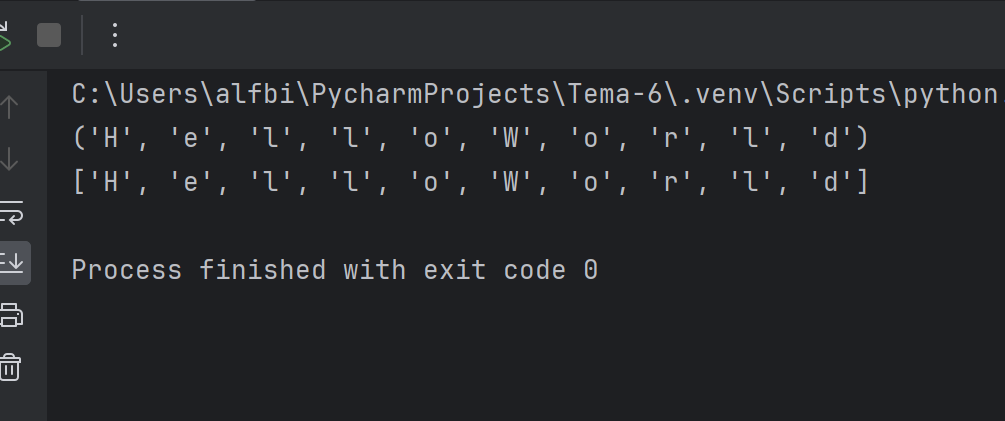 C:\Users\alfbi\PycharmProjects\Tema-6\.venv\Scripts\python
('H', 'e', 'l', 'l', 'o', 'W', 'o', 'r', 'l', 'd')
['H', 'e', 'l', 'l', 'o', 'W', 'o', 'r', 'l', 'd']
Process finished with exit code 0